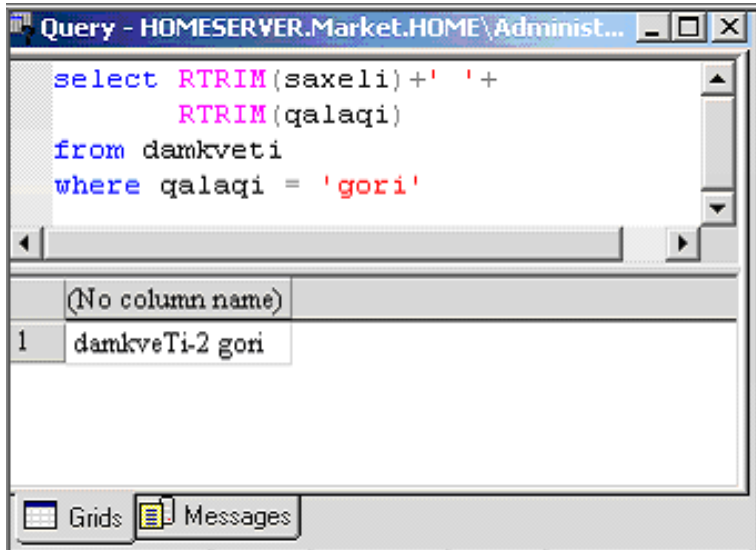 Query - HOMESERVER.Market.HOME\Administ...
select RTRIM(saxeli)+' '+
RTRIM(qalaqi)
from damkveti
where qalaqi = 'gori'
(No column name)
1 damkveTi-2 gori
Grids Messages